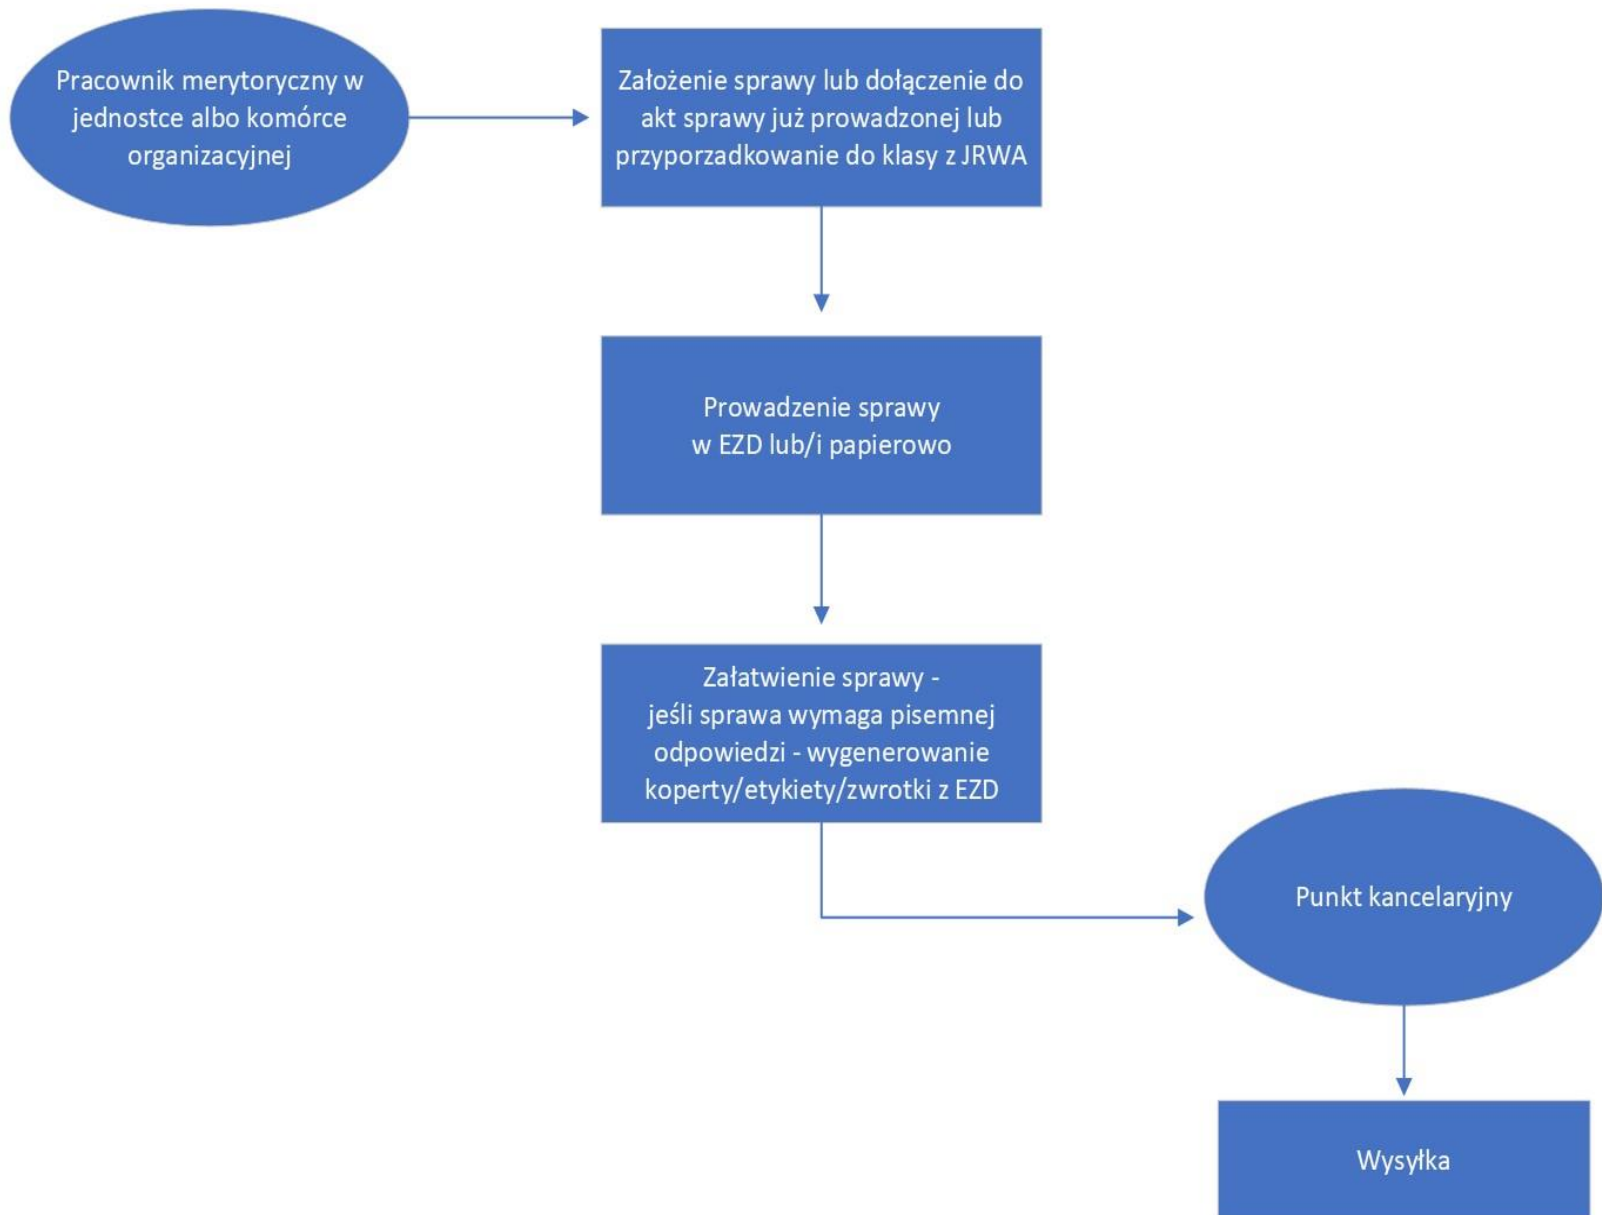 Pracownik merytoryczny w
jednostce albo komórce
organizacyjnej
Założenie sprawy lub dołączenie do
akt sprawy już prowadzonej lub
przyporzadkowanie do klasy z JRWA
Prowadzenie sprawy
w EZD lub/i papierowo
Załatwienie sprawy -
jeśli sprawa wymaga pisemnej
odpowiedzi - wygenerowanie
koperty/etykiety/zwrotki z EZD
Punkt kancelaryjny
Wysyłka